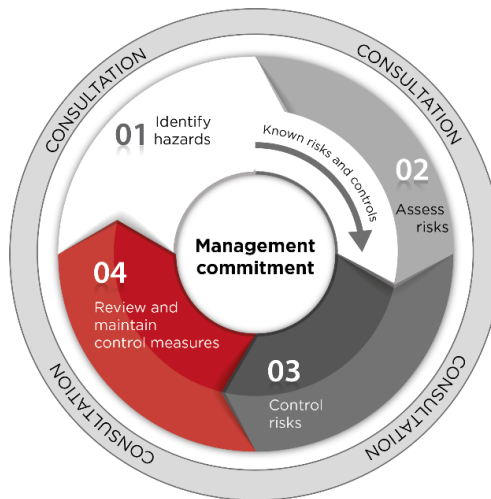 CONSULTATION
CONSULTATION
01 Identify
hazards
Known risks and controls
02
Assess
risks
Management
commitment
04
Review and
maintain
control measures
03
Control
risks
CONSULTATION
CONSULTATION